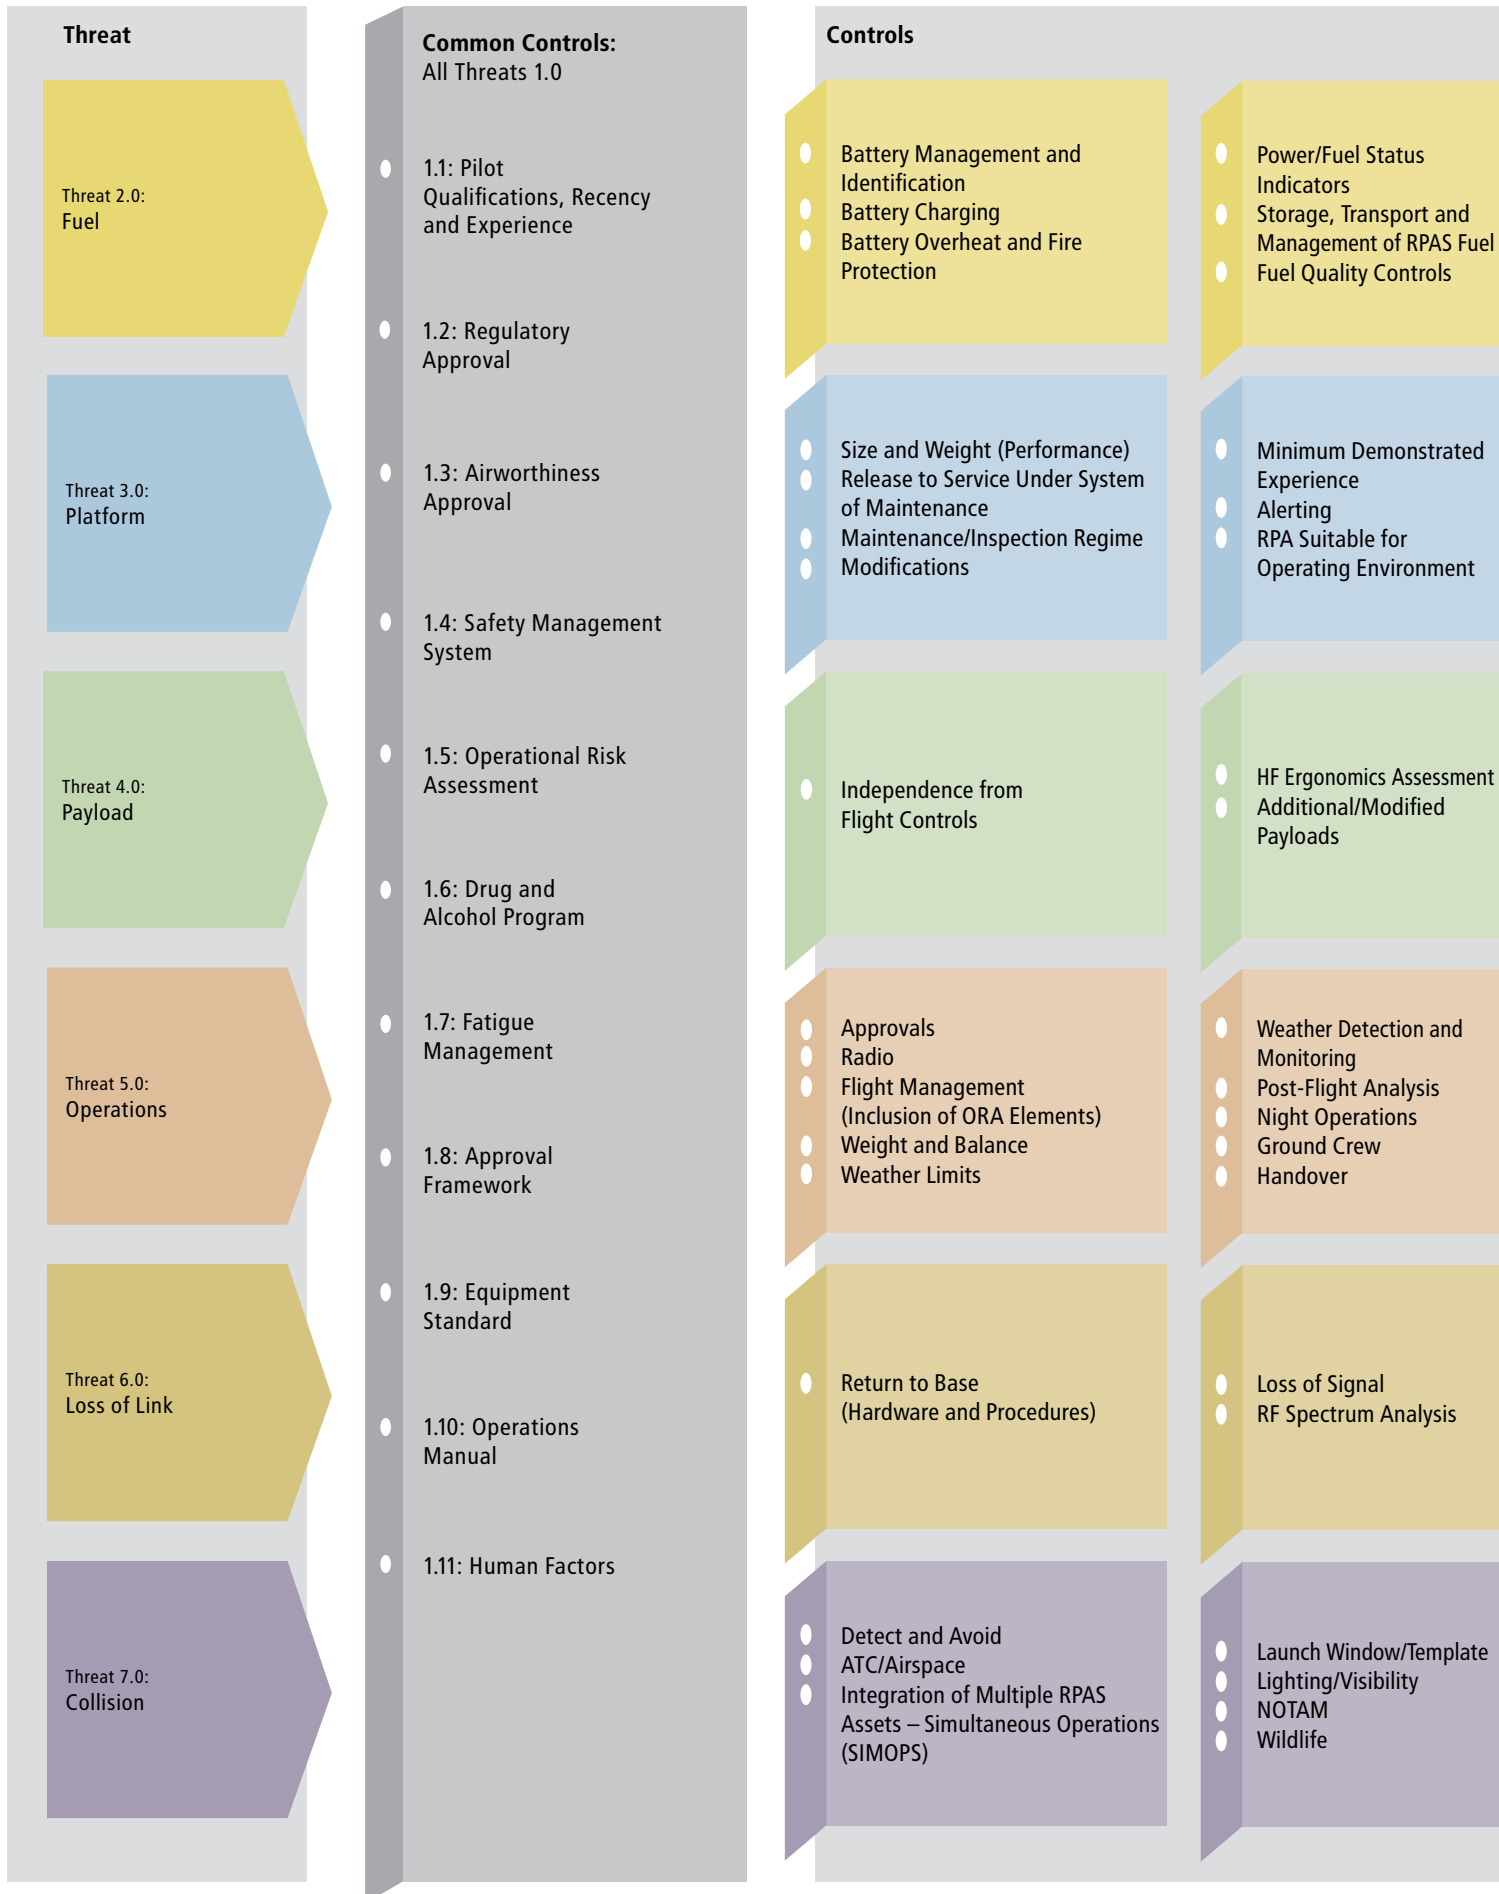 Threat
Threat 2.0:
Fuel
Threat 3.0:
Platform
Threat 4.0:
Payload
Threat 5.0:
Operations
Threat 6.0:
Loss of Link
Threat 7.0:
Collision
Common Controls:
All Threats 1.0
1.1: Pilot
Qualifications, Recency
and Experience
1.2: Regulatory
Approval
1.3: Airworthiness
Approval
1.4: Safety Management
System
1.5: Operational Risk
Assessment
1.6: Drug and
Alcohol Program
1.7: Fatigue
Management
1.8: Approval
Framework
1.9: Equipment
Standard
1.10: Operations
Manual
1.11: Human Factors
Controls
Battery Management and
Identification
Battery Charging
Battery Overheat and Fire
Protection
Power/Fuel Status
Indicators
Storage, Transport and
Management of RPAS Fuel
Fuel Quality Controls
Size and Weight (Performance)
Release to Service Under System
of Maintenance
Maintenance/Inspection Regime
Modifications
Minimum Demonstrated
Experience
Alerting
RPA Suitable for
Operating Environment
Independence from
Flight Controls
HF Ergonomics Assessment
Additional/Modified
Payloads
Approvals
Radio
Flight Management
(Inclusion of ORA Elements)
Weight and Balance
Weather Limits
Weather Detection and
Monitoring
Post-Flight Analysis
Night Operations
Ground Crew
Handover
Return to Base
(Hardware and Procedures)
Loss of Signal
RF Spectrum Analysis
Detect and Avoid
ATC/Airspace
Integration of Multiple RPAS
Assets – Simultaneous Operations
(SIMOPS)
Launch Window/Template
Lighting/Visibility
NOTAM
Wildlife